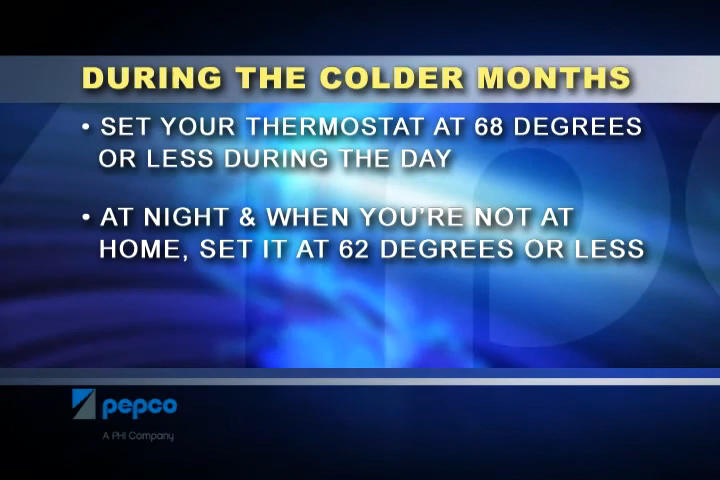 DURING THE COLDER MONTHS
• SET YOUR THERMOSTAT AT 68 DEGREES
OR LESS DURING THE DAY
• AT NIGHT & WHEN YOU'RE NOT AT
HOME, SET IT AT 62 DEGREES OR LESS
pepco
A PHI Company